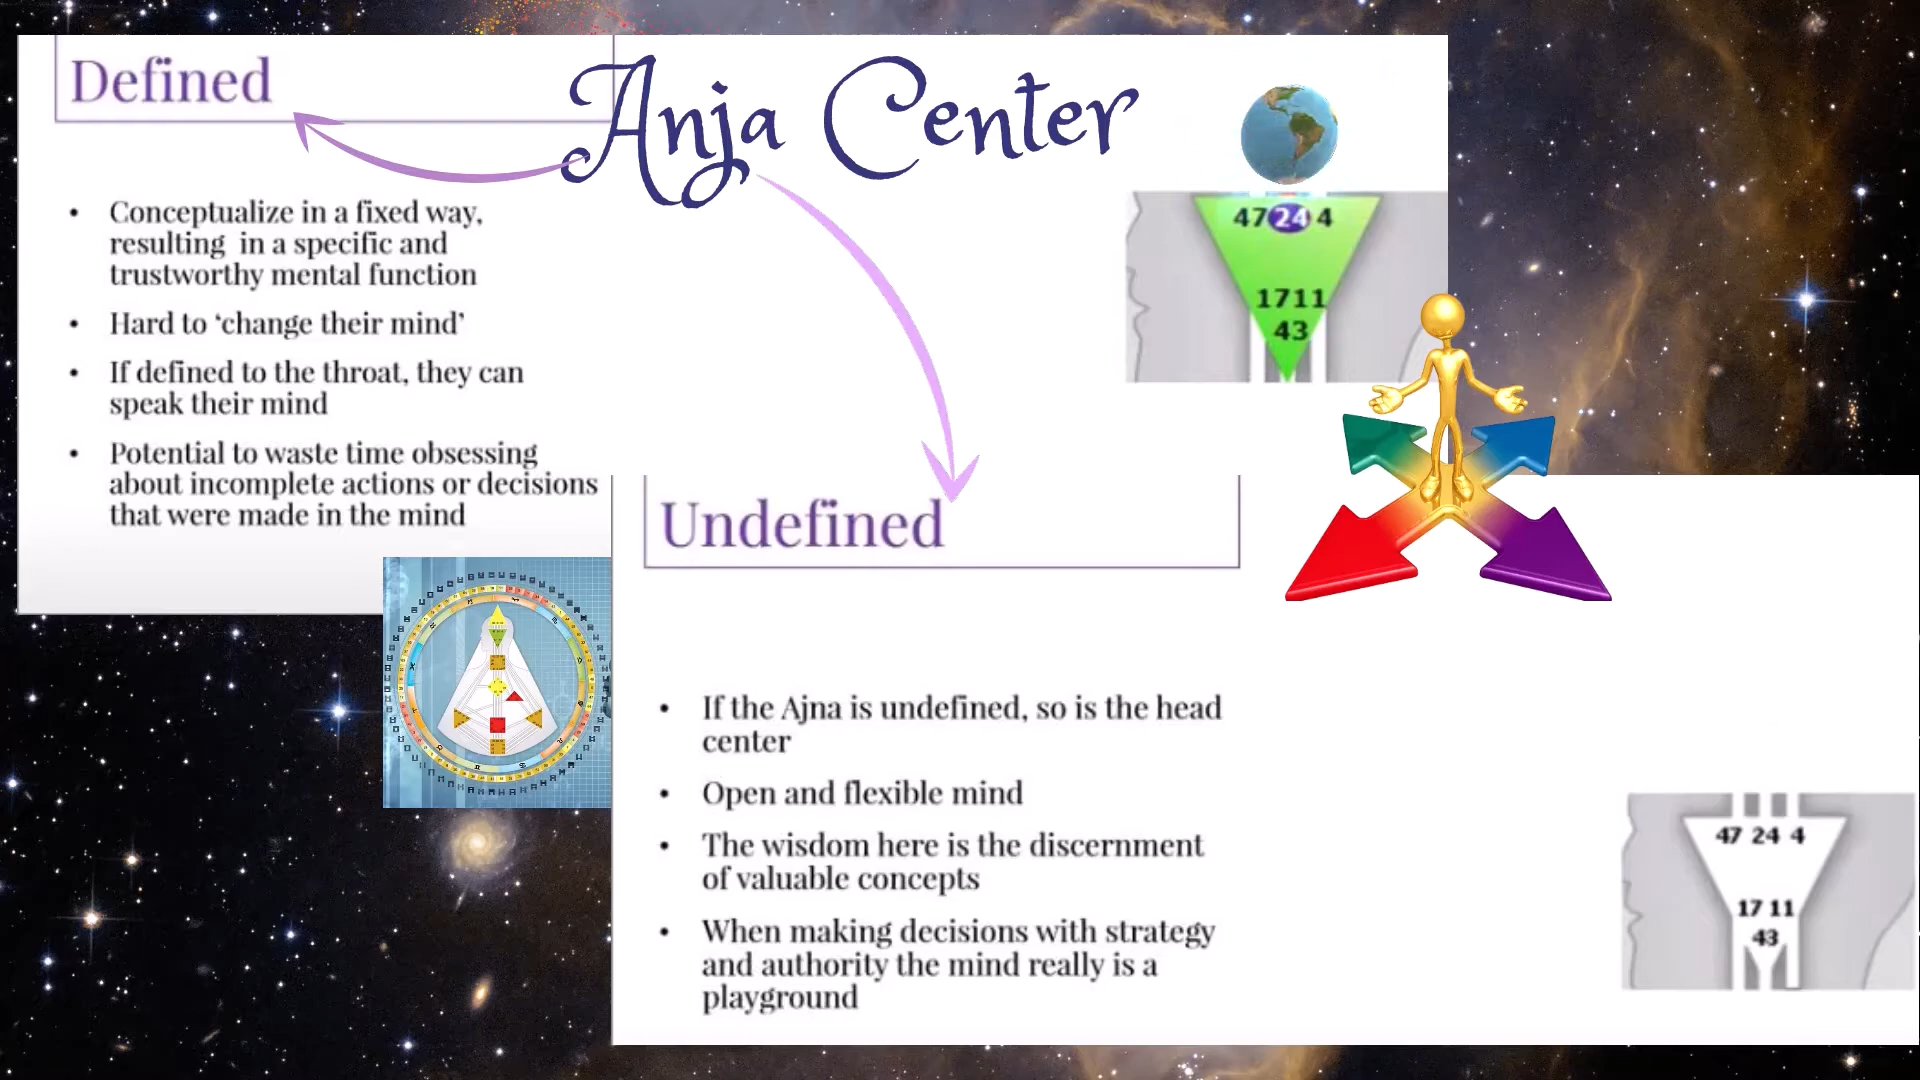 Anja Center
Defined
• Conceptualize in a fixed way,
resulting in a specific and
trustworthy mental function
• Hard to ‘change their mind’
• If defined to the throat, they can
speak their mind
• Potential to waste time obsessing
about incomplete actions or decisions
that were made in the mind
47 24 4
1711
43
Undefined
• If the Ajna is undefined, so is the head
center
• Open and flexible mind
• The wisdom here is the discernment
of valuable concepts
• When making decisions with strategy
and authority the mind really is a
playground
47 24 4
17 11
43